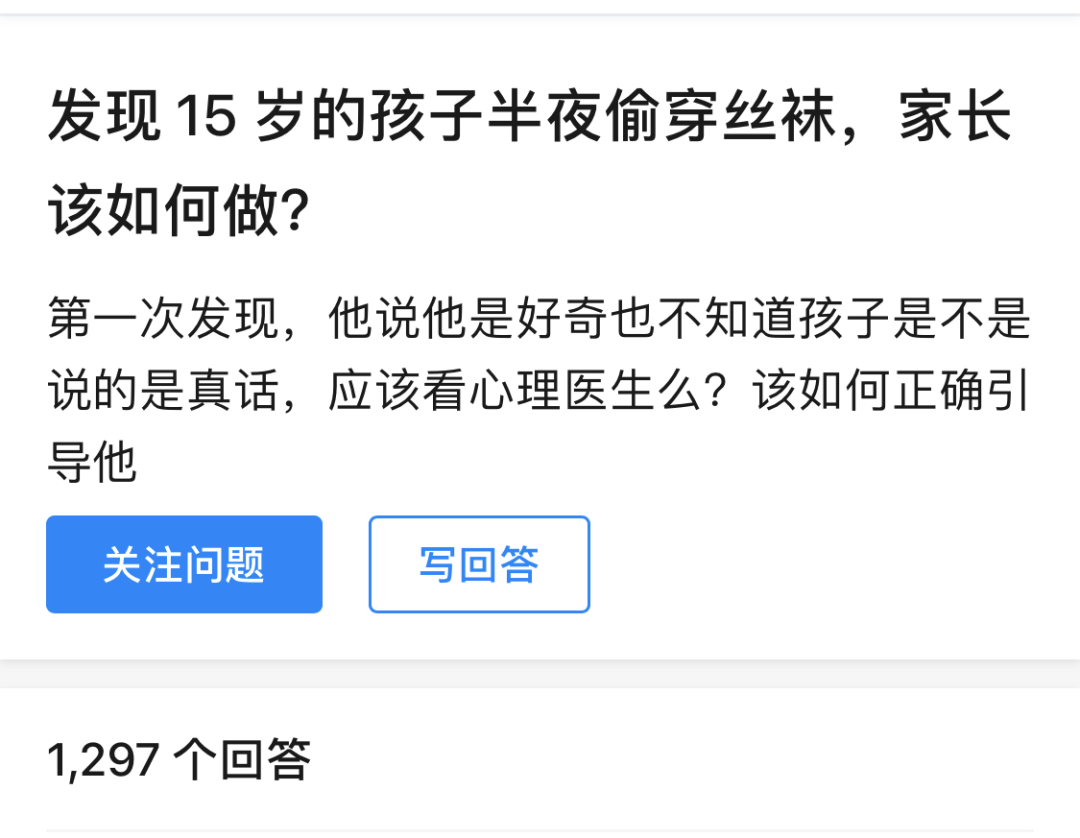 发现 15 岁的孩子半夜偷穿丝袜，家长
该如何做？
第一次发现，他说他是好奇也不知道孩子是不是
说的是真话，应该看心理医生么？该如何正确引
导他
关注问题
写回答
1,297 个回答